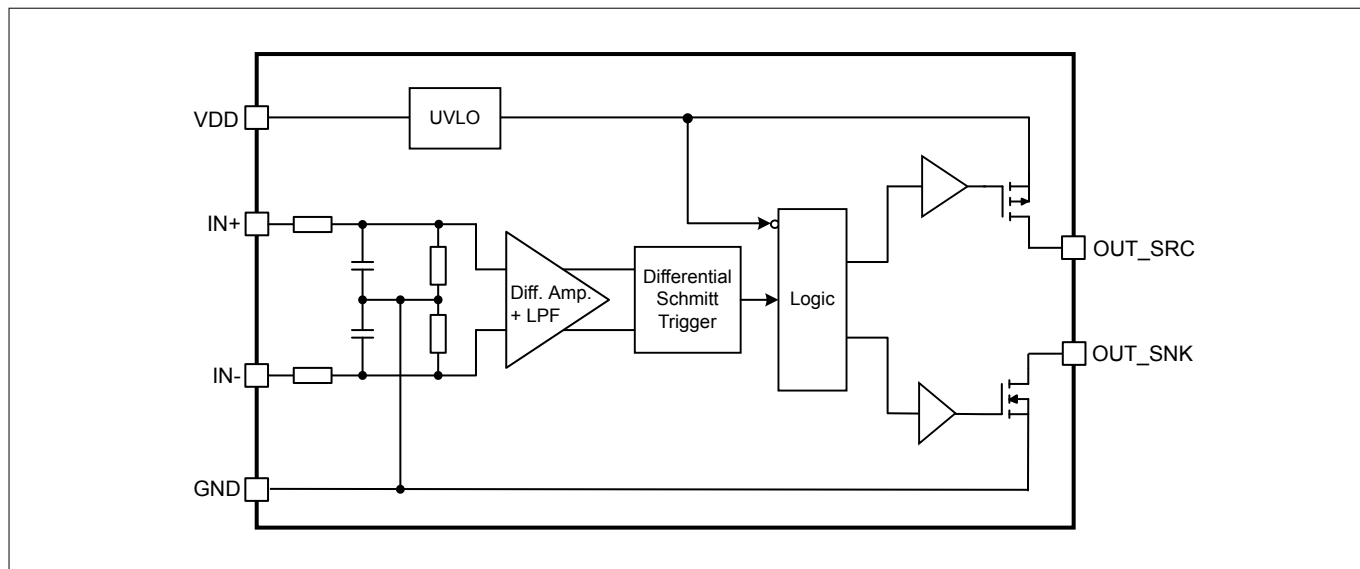 VDD
UVLO
IN+
OUT_SRC
Diff. Amp.
+ LPF
Differential
Schmitt
Trigger
Logic
OUT_SNK
IN-
GND